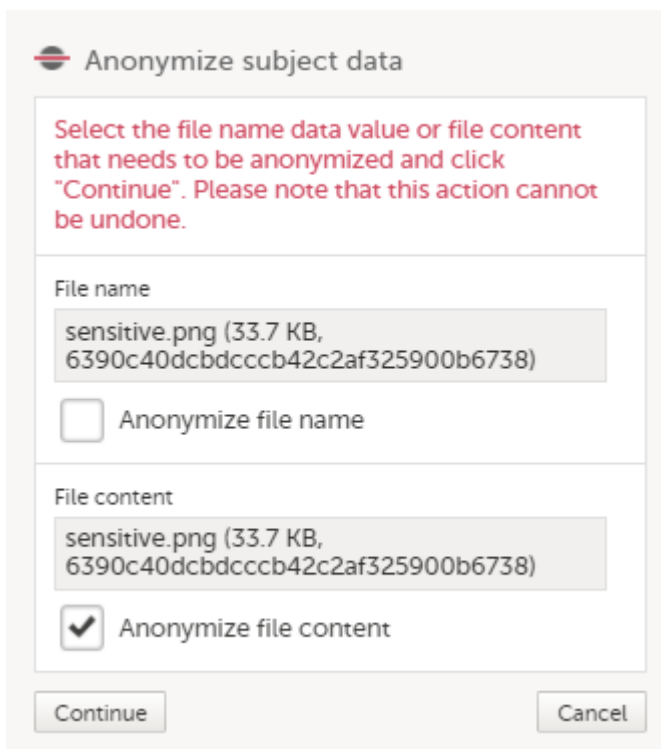 Anonymize subject data
Select the file name data value or file content
that needs to be anonymized and click
"Continue". Please note that this action cannot
be undone.
File name
sensitive.png (33.7 KB,
6390c40dcbdcccb42c2af325900b6738)
Anonymize file name
File content
sensitive.png (33.7 KB,
6390c40dcbdcccb42c2af325900b6738)
Anonymize file content
Continue
Cancel